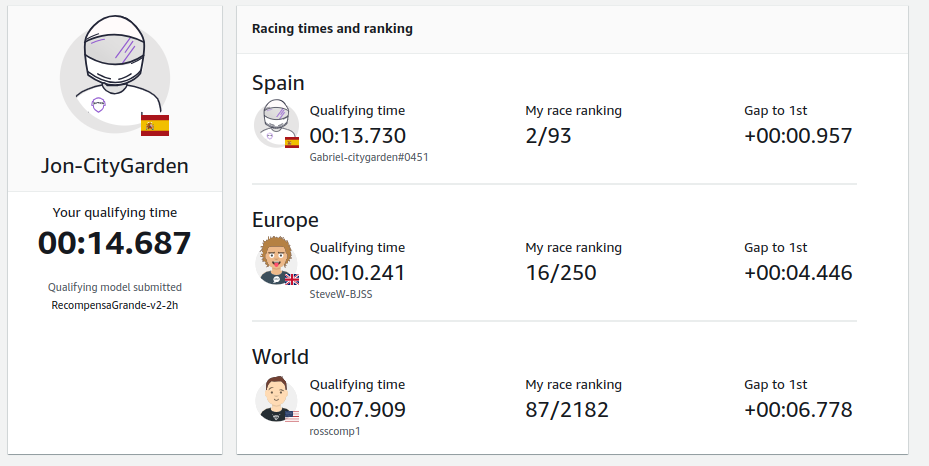 Jon-CityGarden
Your qualifying time
00:14.687
Qualifying model submitted
RecompensaGrande-v2-2h
Racing times and ranking
Spain
Qualifying time
My race ranking
Gap to 1st
00:13.730
2/93
+00:00.957
Gabriel-citygarden#0451
Europe
Qualifying time
My race ranking
Gap to 1st
00:10.241
16/250
+00:04.446
SteveW-BJSS
World
Qualifying time
My race ranking
Gap to 1st
00:07.909
87/2182
+00:06.778
rosscomp1